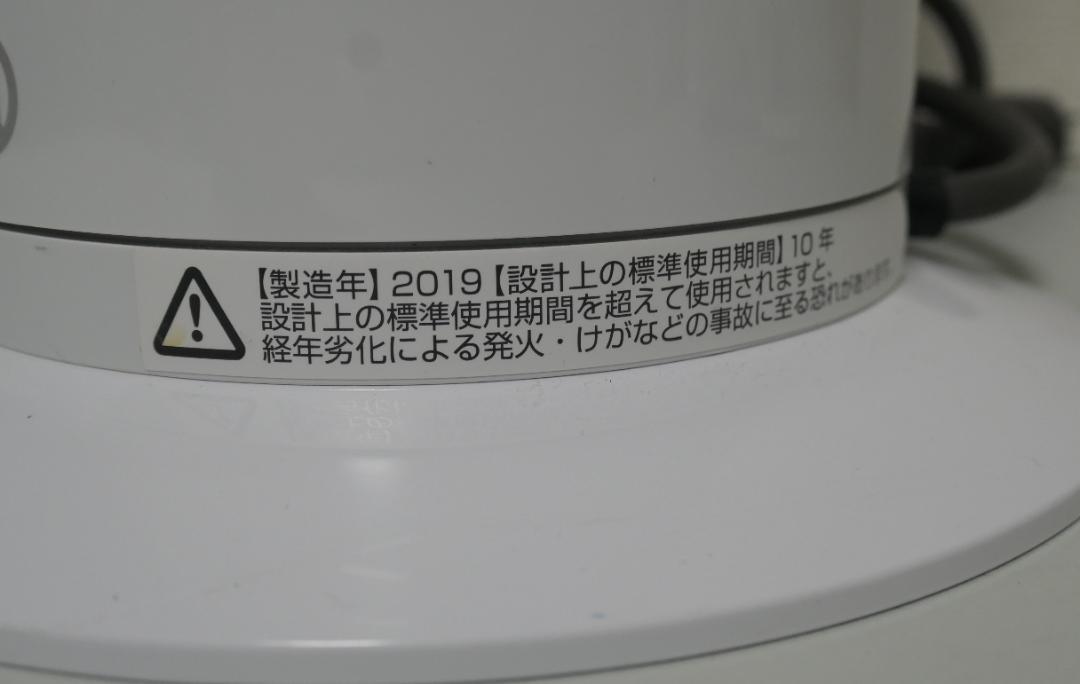 【製造年】2019【設計上の標準使用期間】10年
設計上の標準使用期間を超えて使用されますと、
経年劣化による発火・けがなどの事故に至る恐れがあ